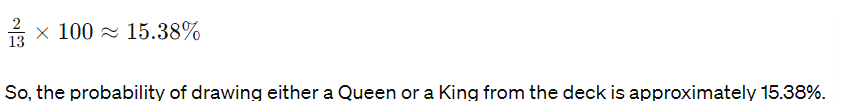 2/13 × 100 ≈ 15.38%
So, the probability of drawing either a Queen or a King from the deck is approximately 15.38%.